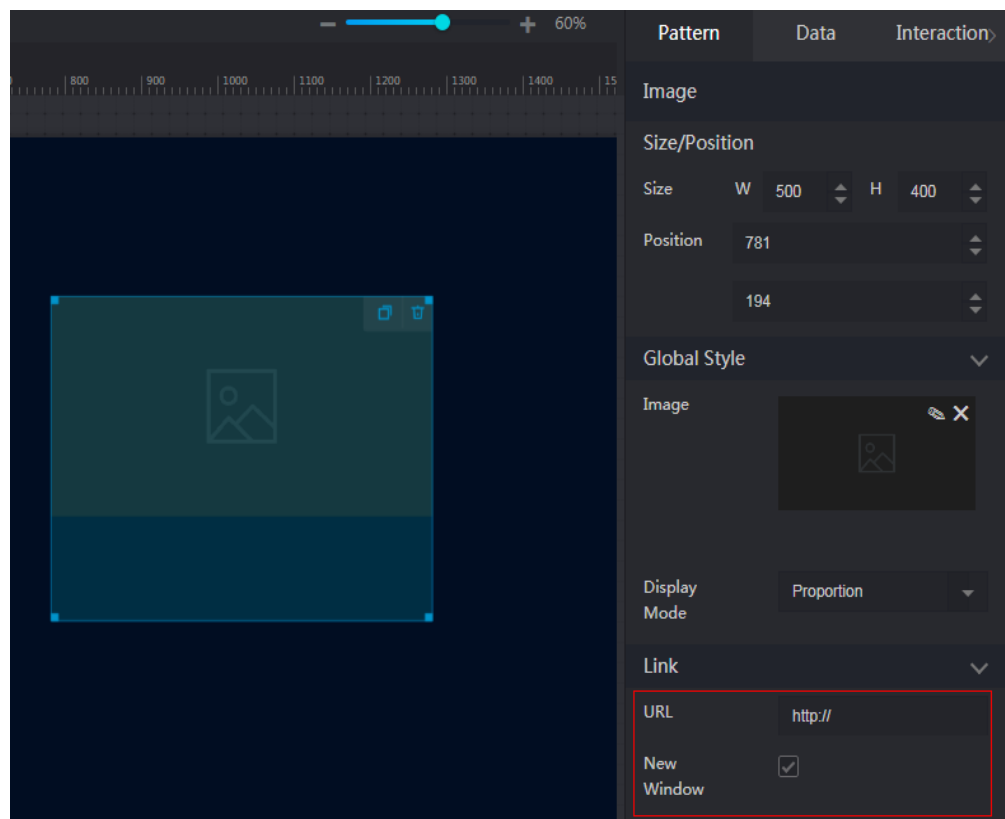 60%
Pattern Data Interaction
800 900 1000 1100 1200 1300 1400 15
Image
Size/Position
Size W 500 H 400
Position 781
194
Global Style
Image
Display
Mode
Proportion
Link
URL http://
New
Window